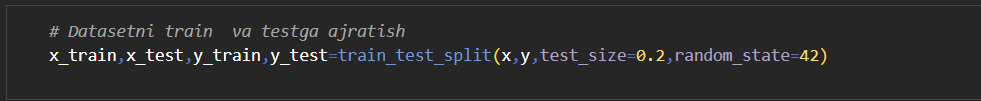 # Datasetni train  va testga ajratish
x_train,x_test,y_train,y_test=train_test_split(x,y,test_size=0.2,random_state=42)